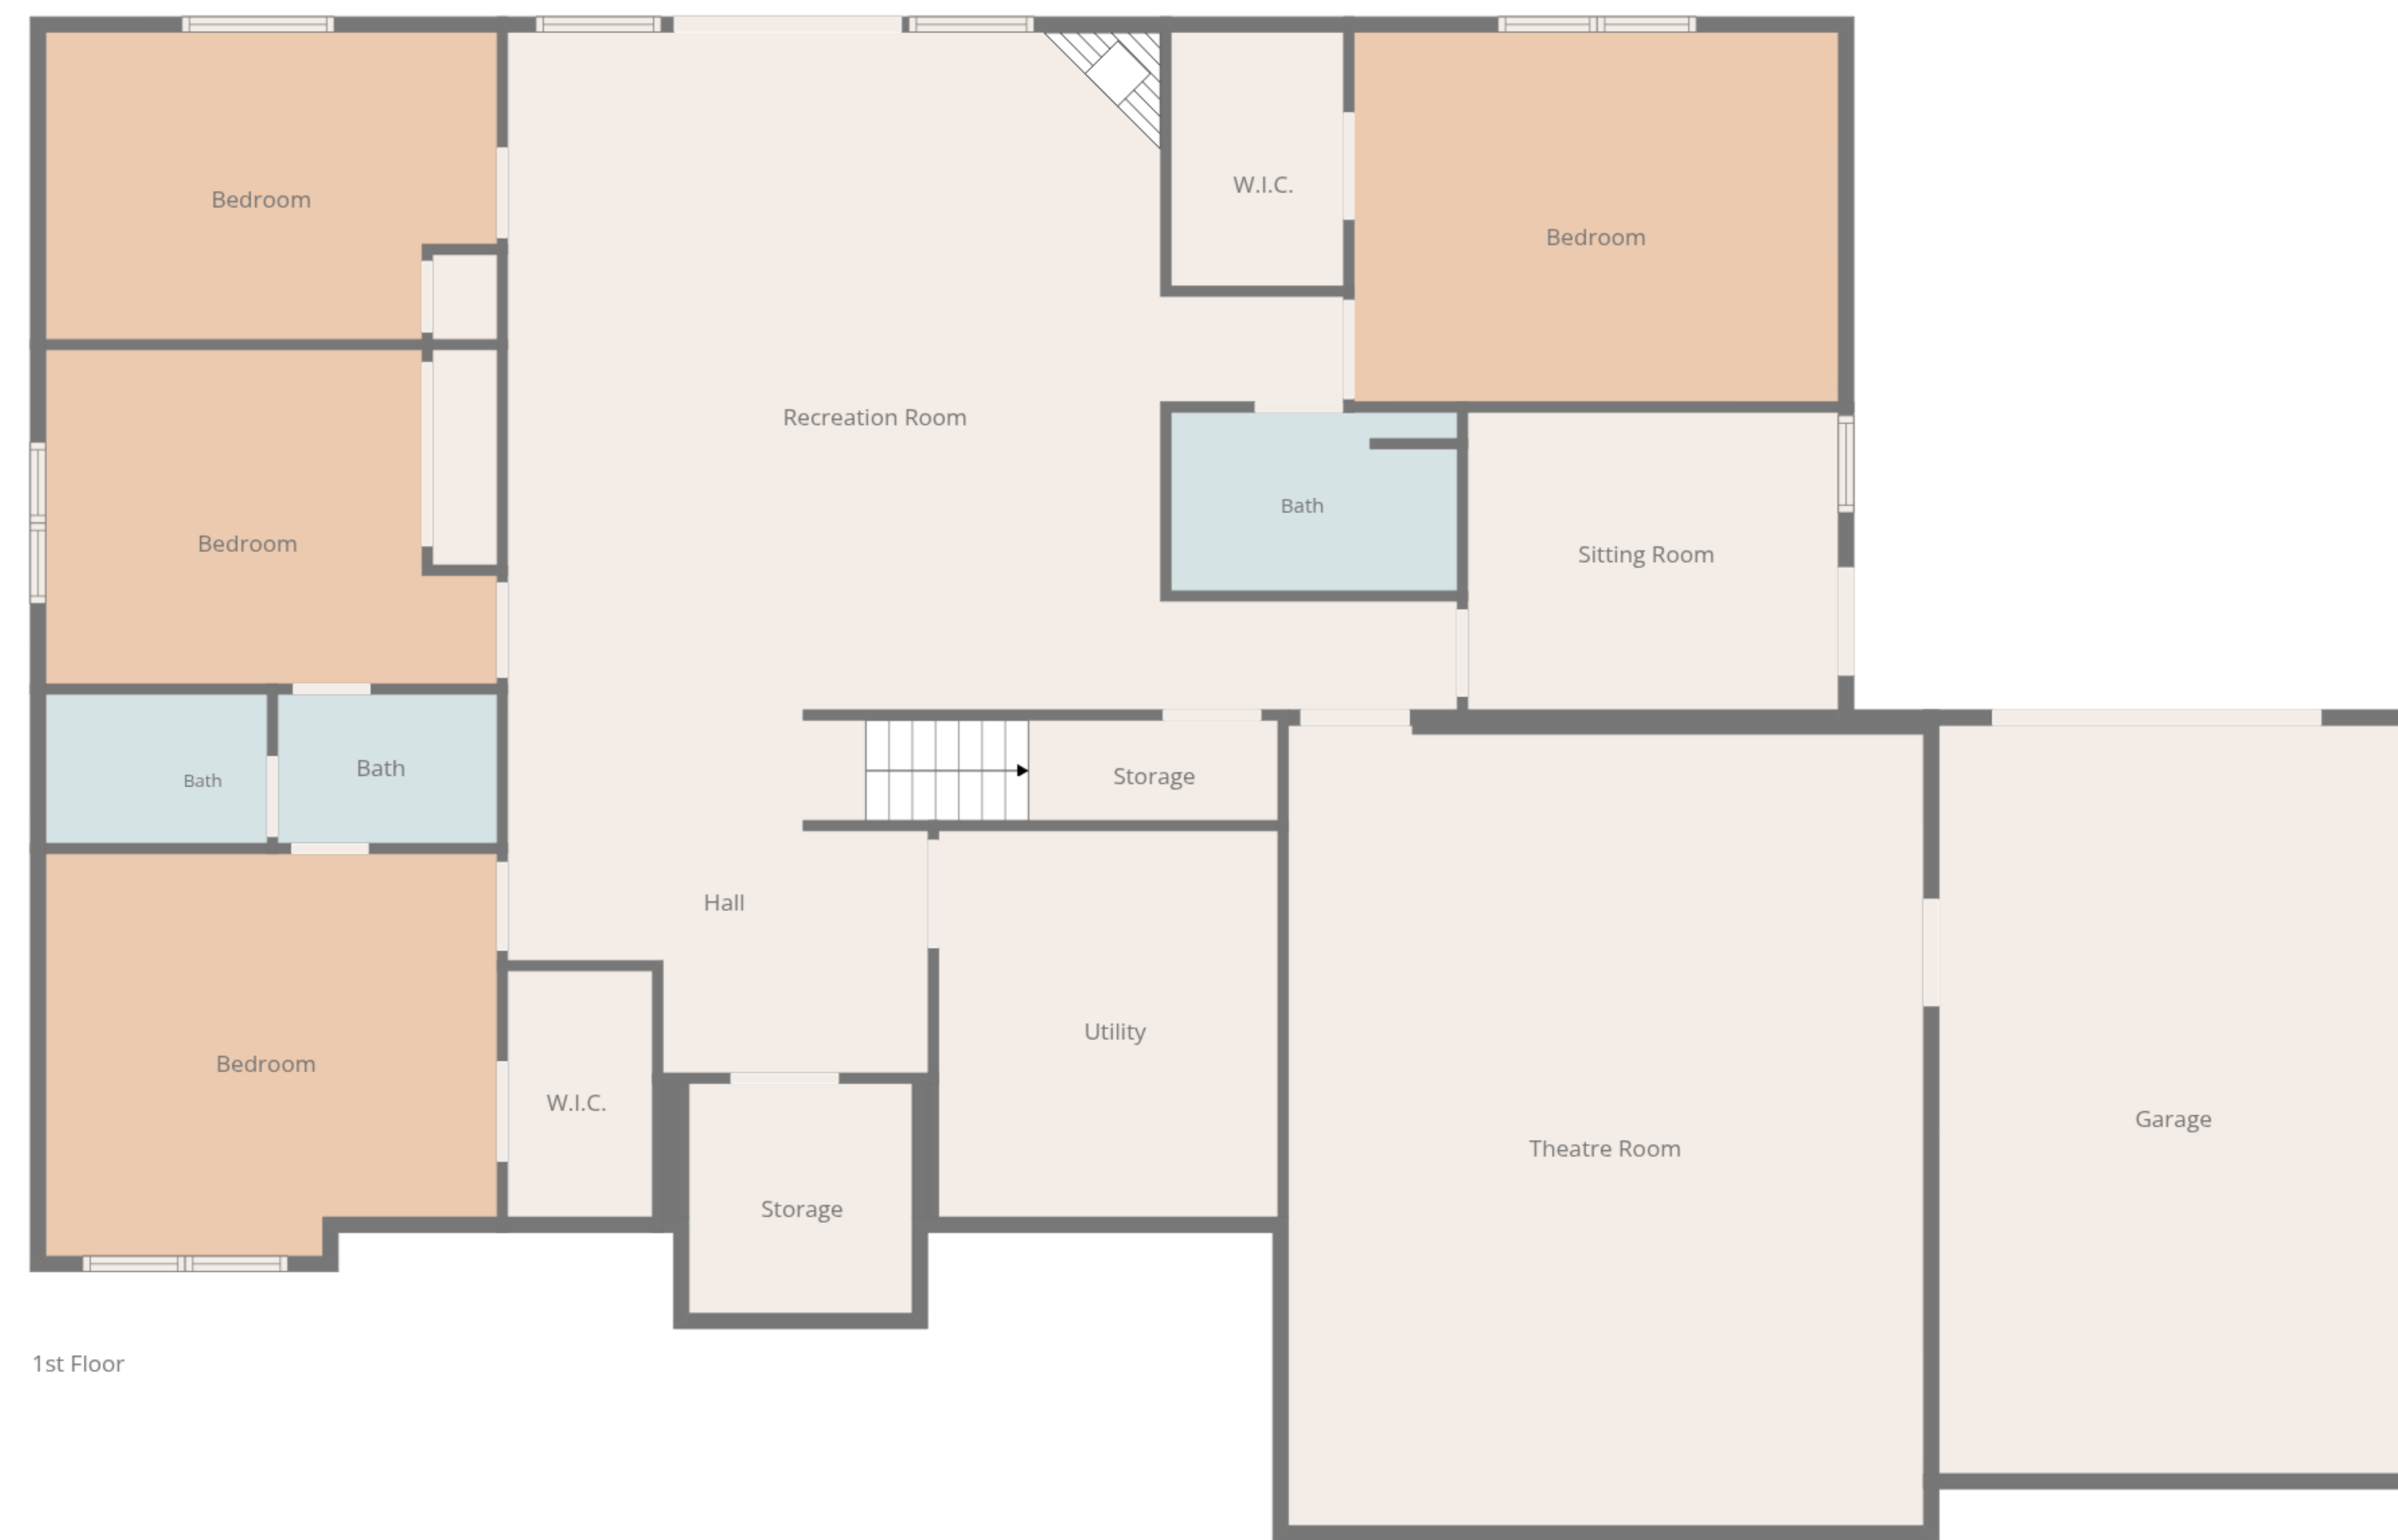 Bedroom
W.I.C.
Bedroom
Recreation Room
Bath
Bedroom
Sitting Room
Bath
Bath
Storage
Hall
Utility
Bedroom
W.I.C.
Storage
Theatre Room
Garage
1st Floor